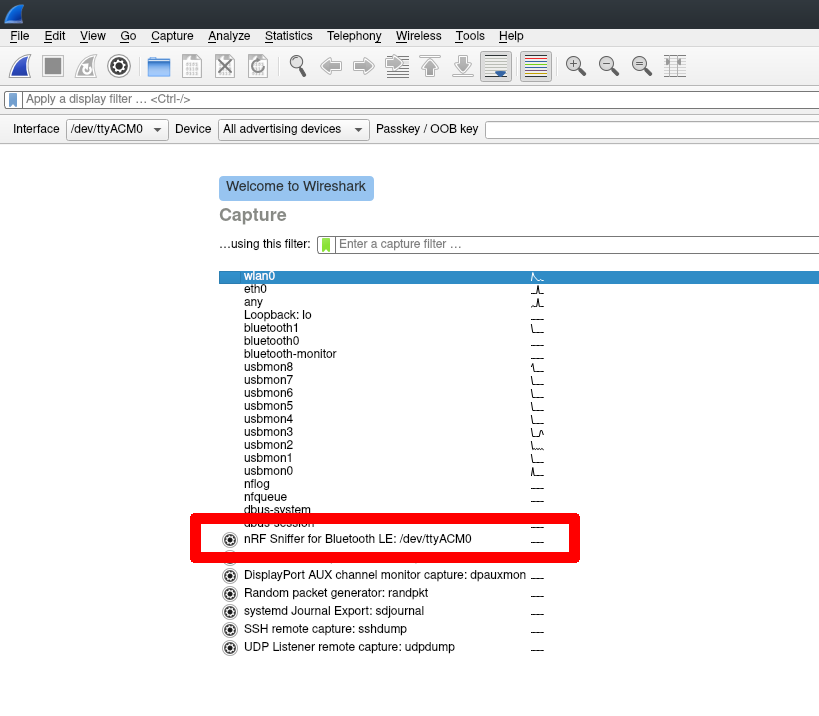 File Edit View Go Capture Analyze Statistics Telephony Wireless Tools Help
Apply a display filter … <Ctrl-/>
Interface /dev/ttyACM0 Device All advertising devices Passkey / OOB key
Welcome to Wireshark
Capture
…using this filter: Enter a capture filter …
wlan0
eth0
any
Loopback: lo
bluetooth1
bluetooth0
bluetooth-monitor
usbmon8
usbmon7
usbmon6
usbmon5
usbmon4
usbmon3
usbmon2
usbmon1
usbmon0
nflog
nfqueue
dbus-system
dbus-session
nRF Sniffer for Bluetooth LE: /dev/ttyACM0
DisplayPort AUX channel monitor capture: dpauxmon
Random packet generator: randpkt
systemd Journal Export: sdjournal
SSH remote capture: sshdump
UDP Listener remote capture: udpdump